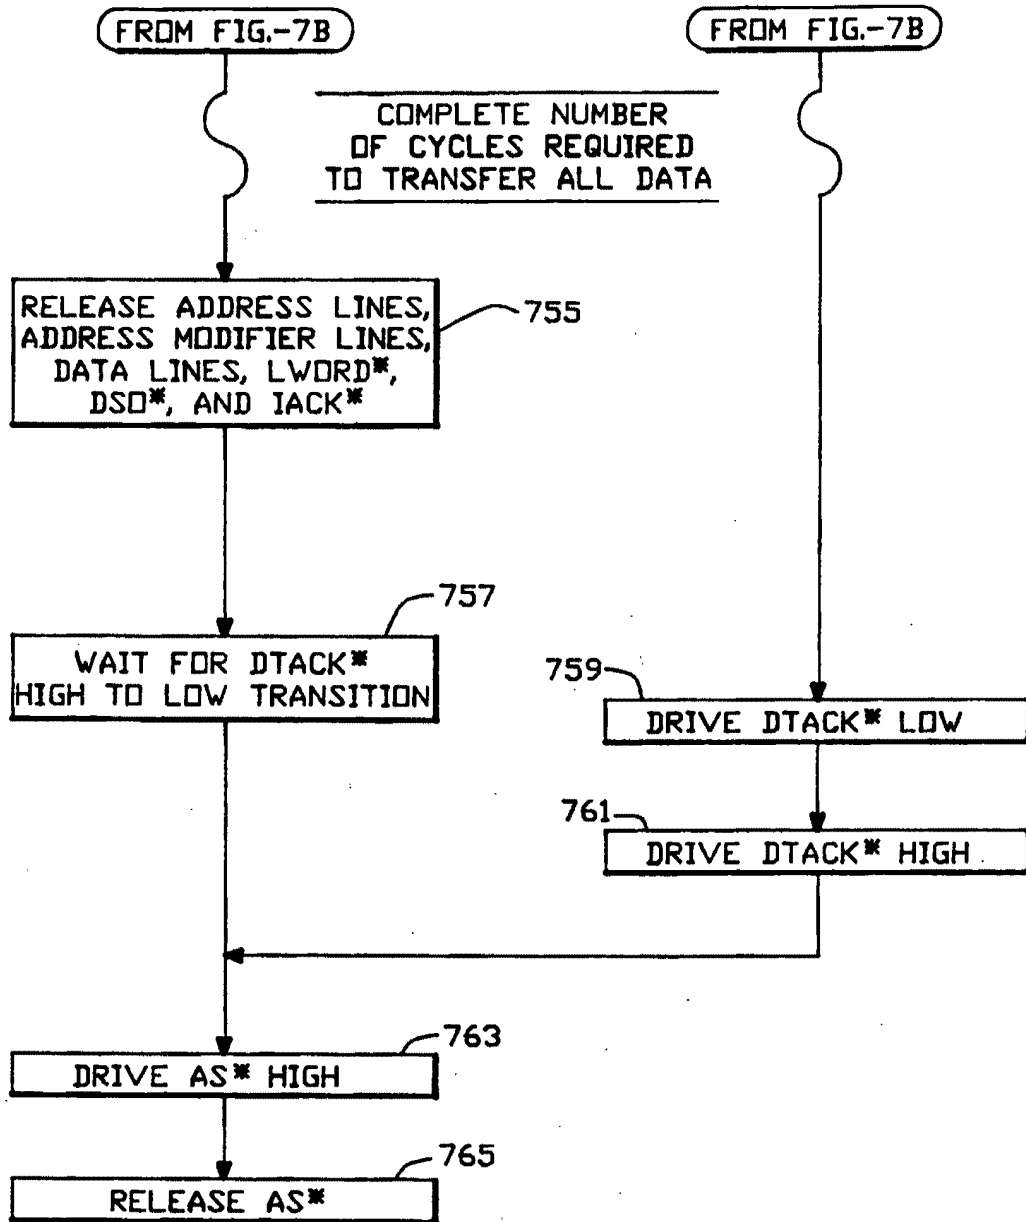 FROM FIG.-7B
FROM FIG.-7B
COMPLETE NUMBER
OF CYCLES REQUIRED
TO TRANSFER ALL DATA
RELEASE ADDRESS LINES,
ADDRESS MODIFIER LINES,
DATA LINES, LWORD*,
DS0*, AND IACK*
755
757
WAIT FOR DTACK*
HIGH TO LOW TRANSITION
759
DRIVE DTACK* LOW
761
DRIVE DTACK* HIGH
763
DRIVE AS* HIGH
765
RELEASE AS*